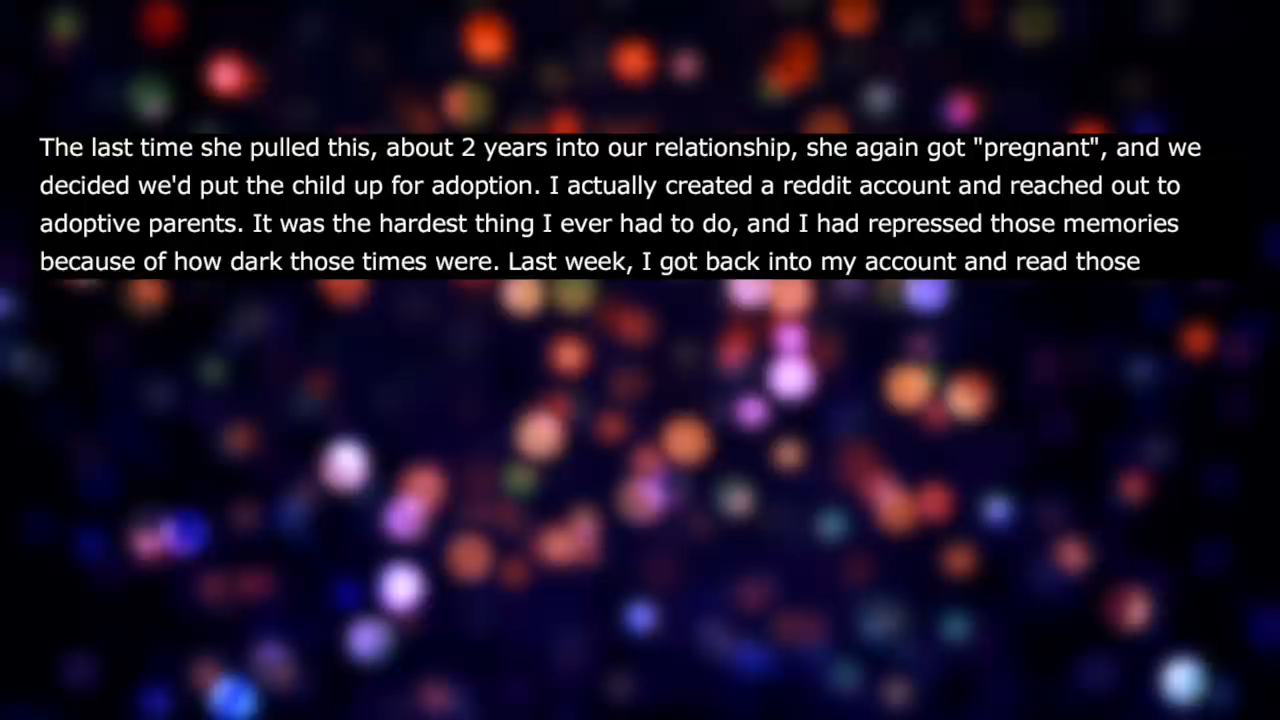 The last time she pulled this, about 2 years into our relationship, she again got "pregnant", and we
decided we'd put the child up for adoption. I actually created a reddit account and reached out to
adoptive parents. It was the hardest thing I ever had to do, and I had repressed those memories
because of how dark those times were. Last week, I got back into my account and read those